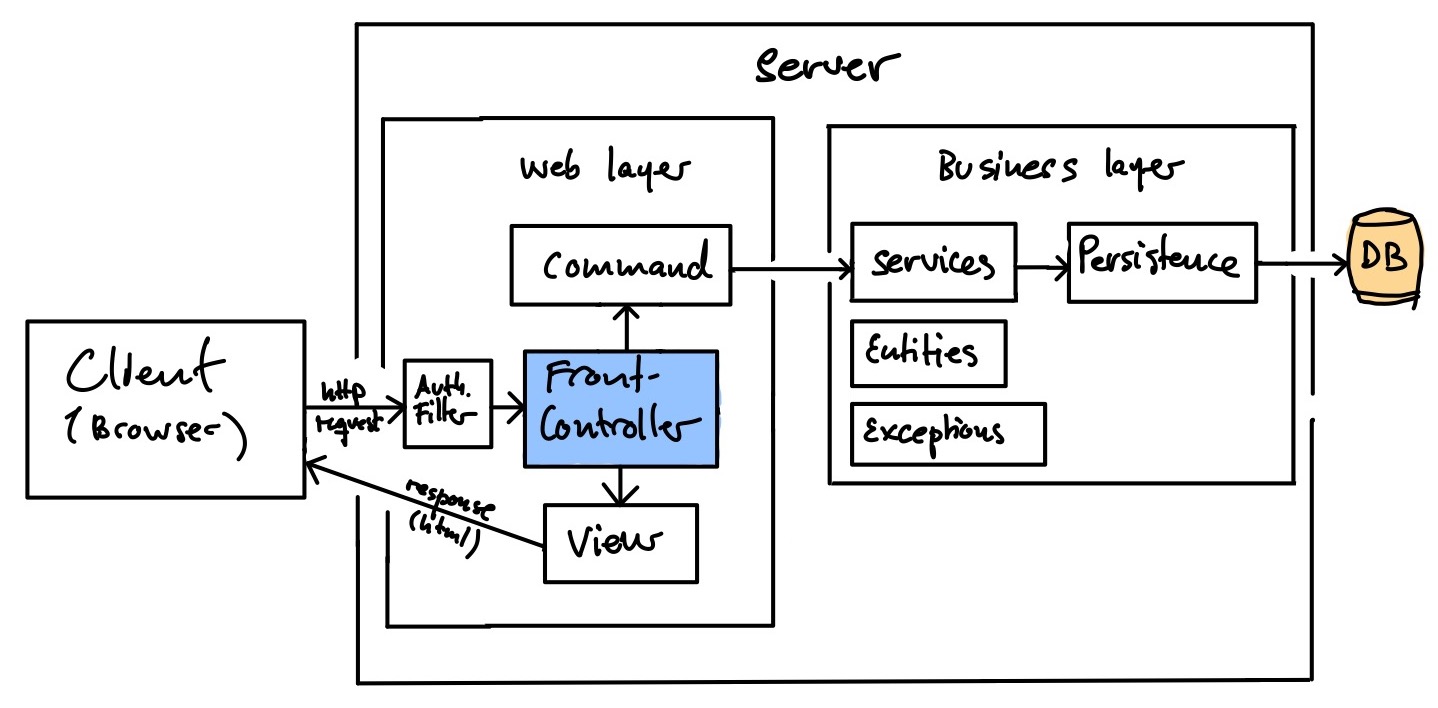 Server
Web layer
Business layer
Command
Services
Persistence
DB
Client
(Browser)
http
request
Auth.
Filter
Front-
Controller
Entities
Exceptions
response
(html)
View